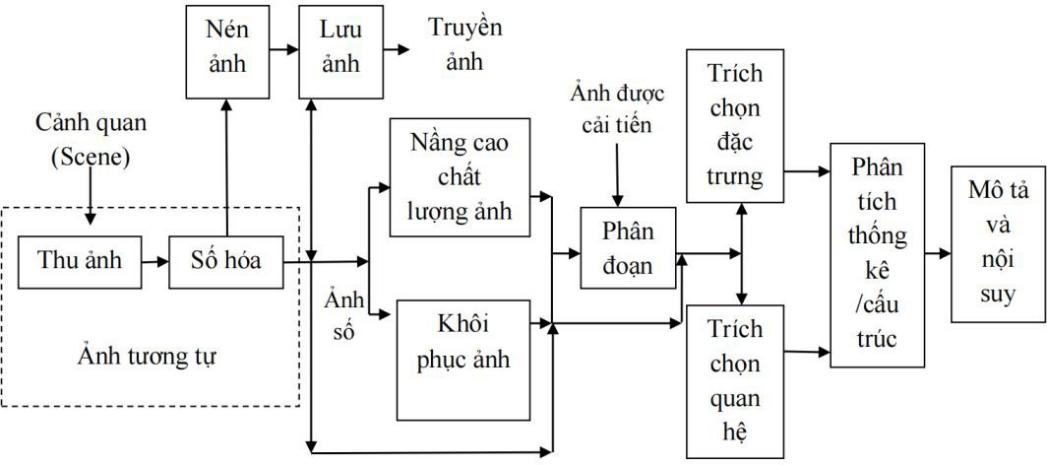 Nén
ảnh
Lưu
ảnh
Truyền
ảnh
Cảnh quan
(Scene)
Thu ảnh
Số hóa
Ảnh tương tự
Ảnh
số
Nầng cao
chất
lượng ảnh
Khôi
phục ảnh
Ảnh được
cải tiến
Phân
đoạn
Trích
chọn
đặc
trưng
Trích
chọn
quan
hệ
Phân
tích
thống
kê
/cấu
trúc
Mô tả
và
nội
suy